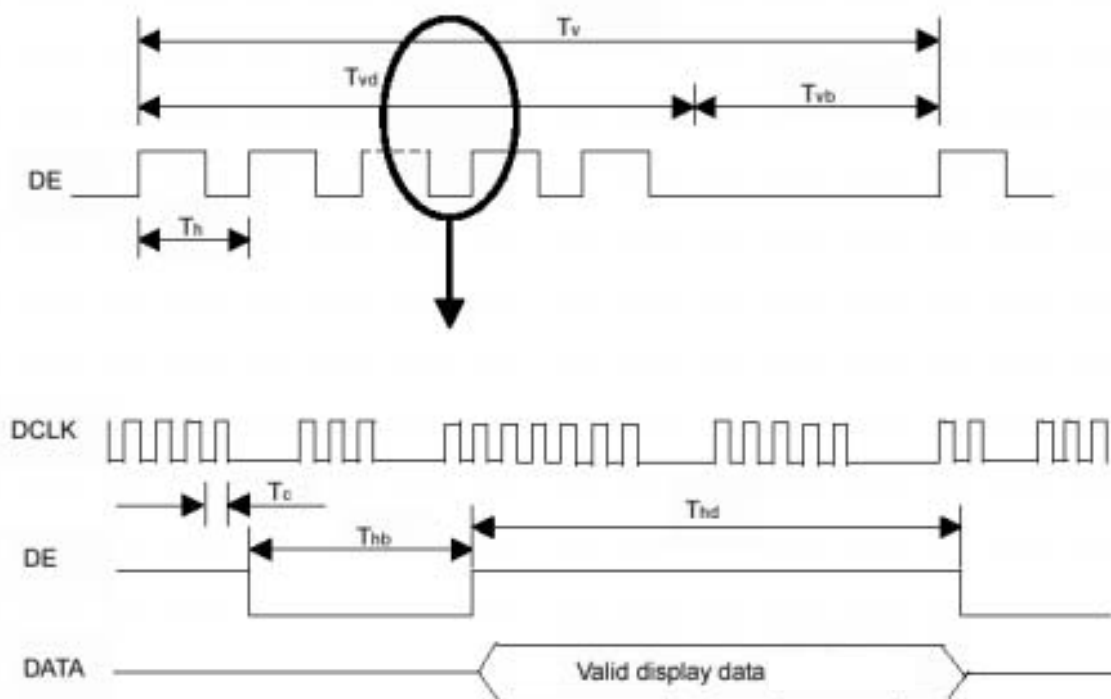 Tv
Tvd
Tvb
DE
Th
DCLK
Tc
Thd
Thb
DE
DATA
Valid display data